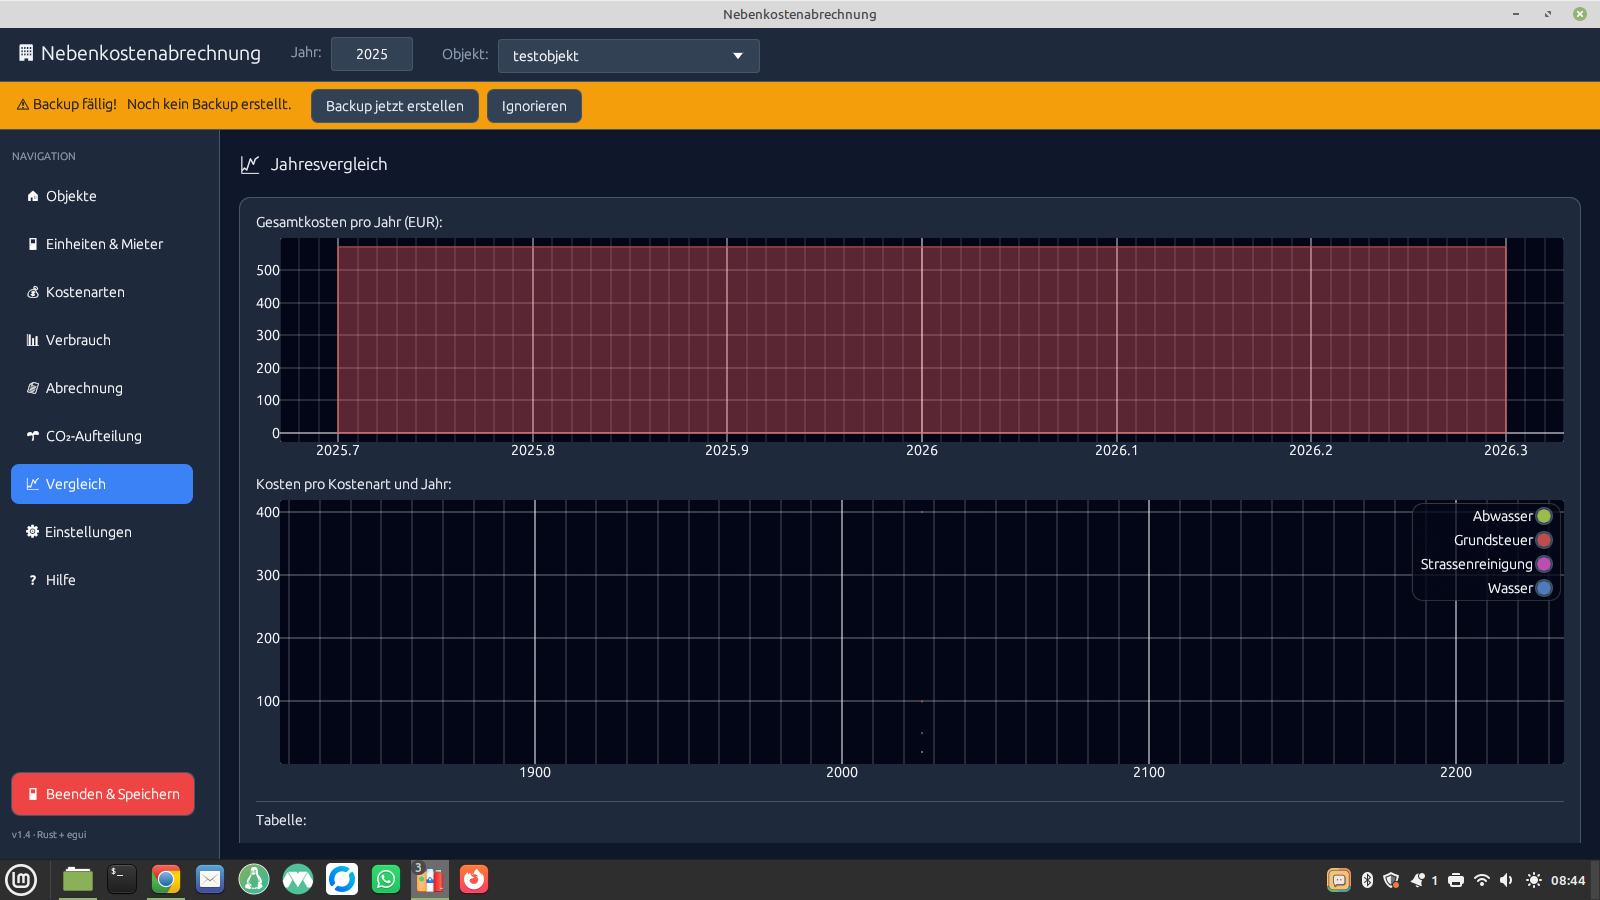 Nebenkostenabrechnung
Nebenkostenabrechnung Jahr: 2025 Objekt: testobjekt
⚠ Backup fällig! Noch kein Backup erstellt. Backup jetzt erstellen Ignorieren
NAVIGATION
Objekte
Einheiten & Mieter
Kostenarten
Verbrauch
Abrechnung
CO₂-Aufteilung
Vergleich
Einstellungen
? Hilfe
Beenden & Speichern
v1.4 · Rust + egui
Jahresvergleich
Gesamtkosten pro Jahr (EUR):
500
400
300
200
100
0
2025.7 2025.8 2025.9 2026 2026.1 2026.2 2026.3
Kosten pro Kostenart und Jahr:
400
300
200
100
Abwasser
Grundsteuer
Strassenreinigung
Wasser
1900 2000 2100 2200
Tabelle:
lm $_ 3 1 08:44